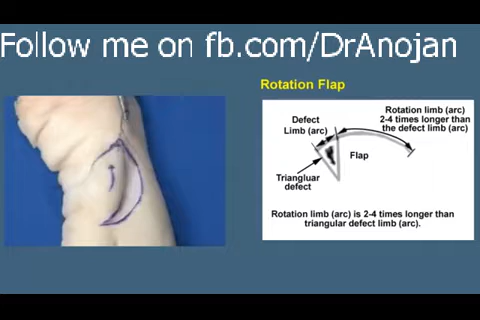 Follow me on fb.com/DrAnojan
Rotation Flap
Defect
Limb (arc)
Rotation limb (arc)
2-4 times longer than
the defect limb (arc)
Flap
Triangluar
defect
Rotation limb (arc) is 2-4 times longer than
triangular defect limb (arc).